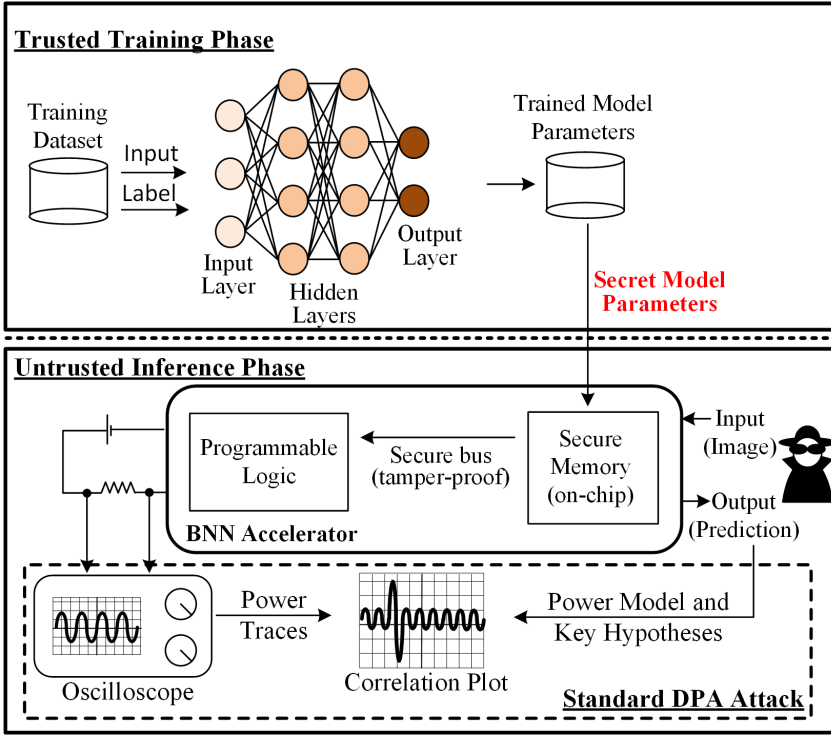 Trusted Training Phase
Training
Dataset
Input
Label
Input
Layer
Hidden
Layers
Output
Layer
Trained Model
Parameters
Secret Model
Parameters
Untrusted Inference Phase
Programmable
Logic
Secure bus
(tamper-proof)
Secure
Memory
(on-chip)
BNN Accelerator
Input
(Image)
Output
(Prediction)
Oscilloscope
Power
Traces
Correlation Plot
Power Model and
Key Hypotheses
Standard DPA Attack